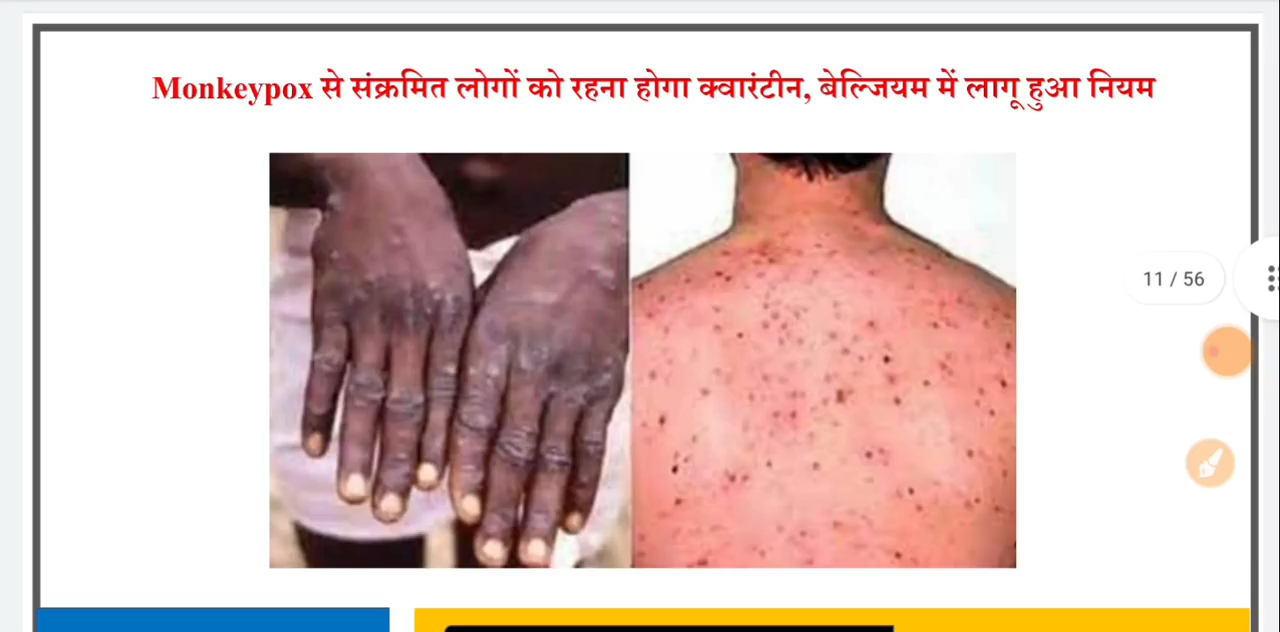 Monkeypox से संक्रमित लोगों को रहना होगा क्वारंटीन, बेल्जियम में लागू हुआ नियम
11 / 56